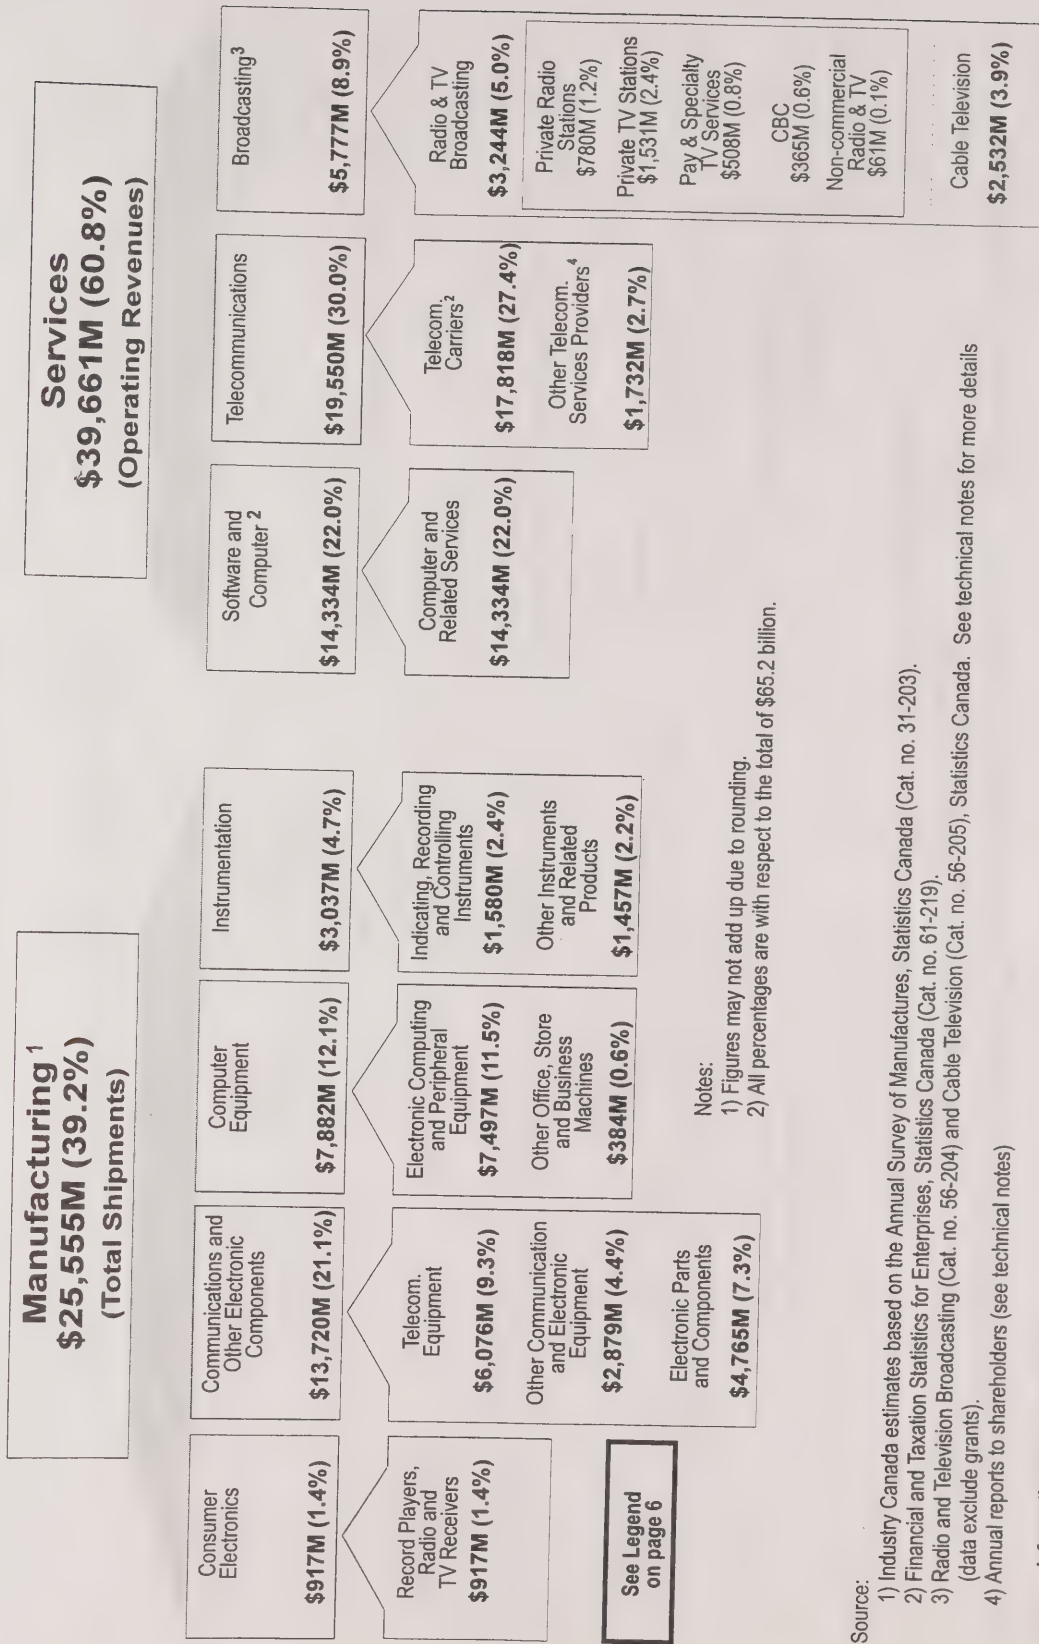 Manufacturing 1
$25,555M (39.2%)
(Total Shipments)
Services
$39,661M (60.8%)
(Operating Revenues)
Consumer
Electronics
$917M (1.4%)
Record Players,
Radio and
TV Receivers
$917M (1.4%)
Communications and
Other Electronic
Components
$13,720M (21.1%)
Telecom.
Equipment
$6,076M (9.3%)
Other Communication
and Electronic
Equipment
$2,879M (4.4%)
Electronic Parts
and Components
$4,765M (7.3%)
Computer
Equipment
$7,882M (12.1%)
Electronic Computing
and Peripheral
Equipment
$7,497M (11.5%)
Other Office, Store
and Business
Machines
$384M (0.6%)
Instrumentation
$3,037M (4.7%)
Indicating, Recording
and Controlling
Instruments
$1,580M (2.4%)
Other Instruments
and Related
Products
$1,457M (2.2%)
Software and
Computer 2
$14,334M (22.0%)
Computer and
Related Services
$14,334M (22.0%)
Telecommunications
$19,550M (30.0%)
Telecom.
Carriers2
$17,818M (27.4%)
Other Telecom.
Services Providers4
$1,732M (2.7%)
Broadcasting3
$5,777M (8.9%)
Radio & TV
Broadcasting
$3,244M (5.0%)
Private Radio
Stations
$780M (1.2%)
Private TV Stations
$1,531M (2.4%)
Pay & Specialty
TV Services
$508M (0.8%)
CBC
$365M (0.6%)
Non-commercial
Radio & TV
$61M (0.1%)
Cable Television
$2,532M (3.9%)
See Legend
on page 6
Notes:
1) Figures may not add up due to rounding.
2) All percentages are with respect to the total of $65.2 billion.
Source:
1) Industry Canada estimates based on the Annual Survey of Manufactures, Statistics Canada (Cat. no. 31-203).
2) Financial and Taxation Statistics for Enterprises, Statistics Canada (Cat. no. 61-219).
3) Radio and Television Broadcasting (Cat. no. 56-204) and Cable Television (Cat. no. 56-205), Statistics Canada. See technical notes for more details
(data exclude grants).
4) Annual reports to shareholders (see technical notes)